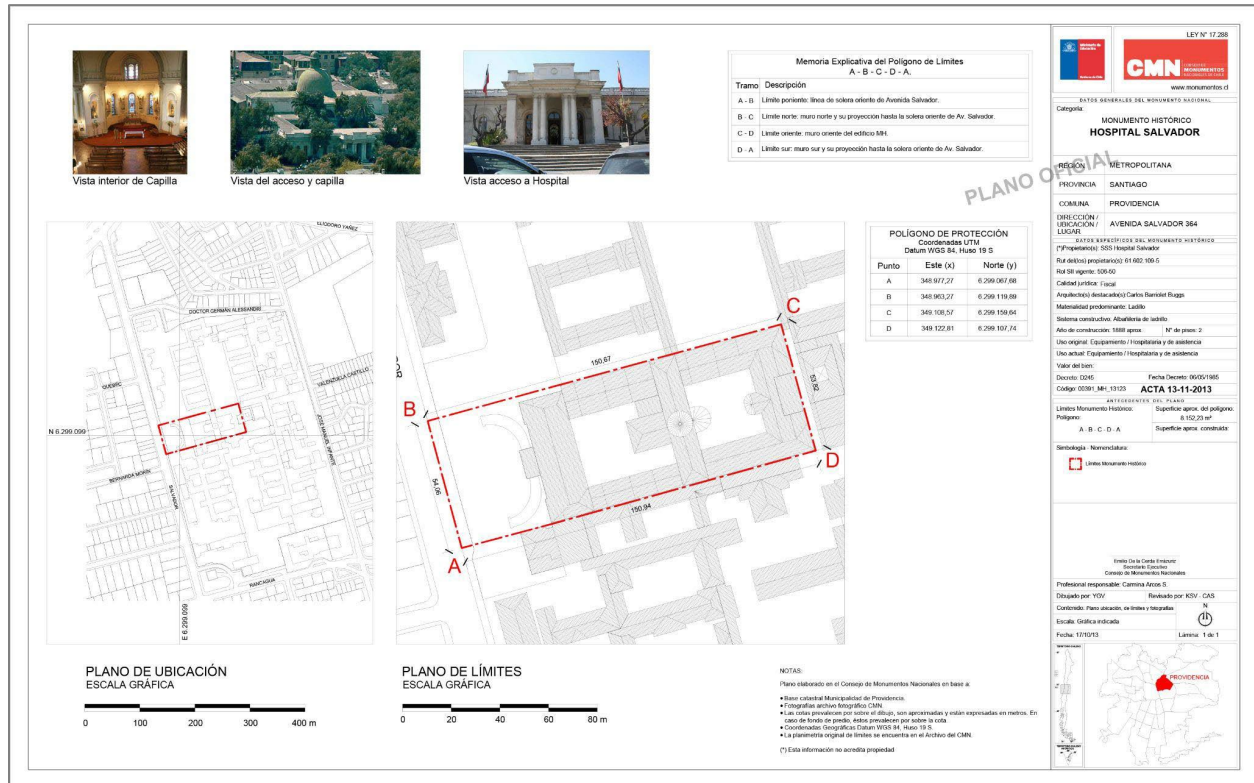 Vista interior de Capilla
Vista del acceso y capilla
Vista acceso a Hospital
Memoria Explicativa del Polígono de Límites
A - B - C - D - A.
Tramo Descripción
A - B Límite poniente: línea de solera oriente de Avenida Salvador.
B - C Límite norte: muro norte y su proyección hasta la solera oriente de Av. Salvador.
C - D Límite oriente: muro oriente del edificio MH.
D - A Límite sur: muro sur y su proyección hasta la solera oriente de Av. Salvador.
PLANO OFICIAL
POLÍGONO DE PROTECCIÓN
Coordenadas UTM
Datum WGS 84, Huso 19 S
Punto Este (x) Norte (y)
A 348.977,27 6.299.067,68
B 348.963,27 6.299.119,89
C 349.108,57 6.299.159,64
D 349.122,81 6.299.107,74
ELIODORO YAÑEZ
DOCTOR GERMÁN ALESSANDRI
QUEBEC
VALENZUELA CASTILLO
JOSÉ MANUEL INFANTE
N 6.299.099
BERNARDA MORIN
SALVADOR
RANCAGUA
E 6.299.099
C
150,67
53,82
B
D
54,06
150,94
A
PLANO DE UBICACIÓN
ESCALA GRÁFICA
0 100 200 300 400 m
PLANO DE LÍMITES
ESCALA GRÁFICA
0 20 40 60 80 m
NOTAS:
Plano elaborado en el Consejo de Monumentos Nacionales en base a:
• Base catastral Municipalidad de Providencia.
• Fotografías archivo fotográfico CMN.
• Las cotas prevalecen por sobre el dibujo, son aproximadas y están expresadas en metros. En
caso de fondo de predio, éstos prevalecen por sobre la cota.
• Coordenadas Geográficas Datum WGS 84, Huso 19 S.
• La planimetría original de límites se encuentra en el Archivo del CMN.
(*) Esta información no acredita propiedad
LEY N° 17.288
CMN CONSEJO DE MONUMENTOS NACIONALES DE CHILE
www.monumentos.cl
DATOS GENERALES DEL MONUMENTO NACIONAL
Categoría:
MONUMENTO HISTÓRICO
HOSPITAL SALVADOR
REGIÓN METROPOLITANA
PROVINCIA SANTIAGO
COMUNA PROVIDENCIA
DIRECCIÓN /
UBICACIÓN / AVENIDA SALVADOR 364
LUGAR
DATOS ESPECÍFICOS DEL MONUMENTO HISTÓRICO
(*)Propietario(s): SSS Hospital Salvador
Rut del(los) propietario(s): 61.602.109-5
Rol SII vigente: 506-50
Calidad jurídica: Fiscal
Arquitecto(s) destacado(s): Carlos Barriolet Buggs
Materialidad predominante: Ladrillo
Sistema constructivo: Albañilería de ladrillo
Año de construcción: 1888 aprox. N° de pisos: 2
Uso original: Equipamiento / Hospitalaria y de asistencia
Uso actual: Equipamiento / Hospitalaria y de asistencia
Valor del bien:
Decreto: D245 Fecha Decreto: 06/05/1985
Código: 00391_MH_13123 ACTA 13-11-2013
ANTECEDENTES DEL PLANO
Límites Monumento Histórico: Superficie aprox. del polígono:
Polígono: 8.152,23 m²
A - B - C - D - A Superficie aprox. construida:
Simbología - Nomenclatura:
Límites Monumento Histórico
Emilio De la Cerda Errázuriz
Secretario Ejecutivo
Consejo de Monumentos Nacionales
Profesional responsable: Carmina Arcos S.
Dibujado por: YGV Revisado por: KSV - CAS
Contenido: Plano ubicación, de límites y fotografías
N
Escala: Gráfica indicada
Fecha: 17/10/13 Lámina: 1 de 1
PROVIDENCIA